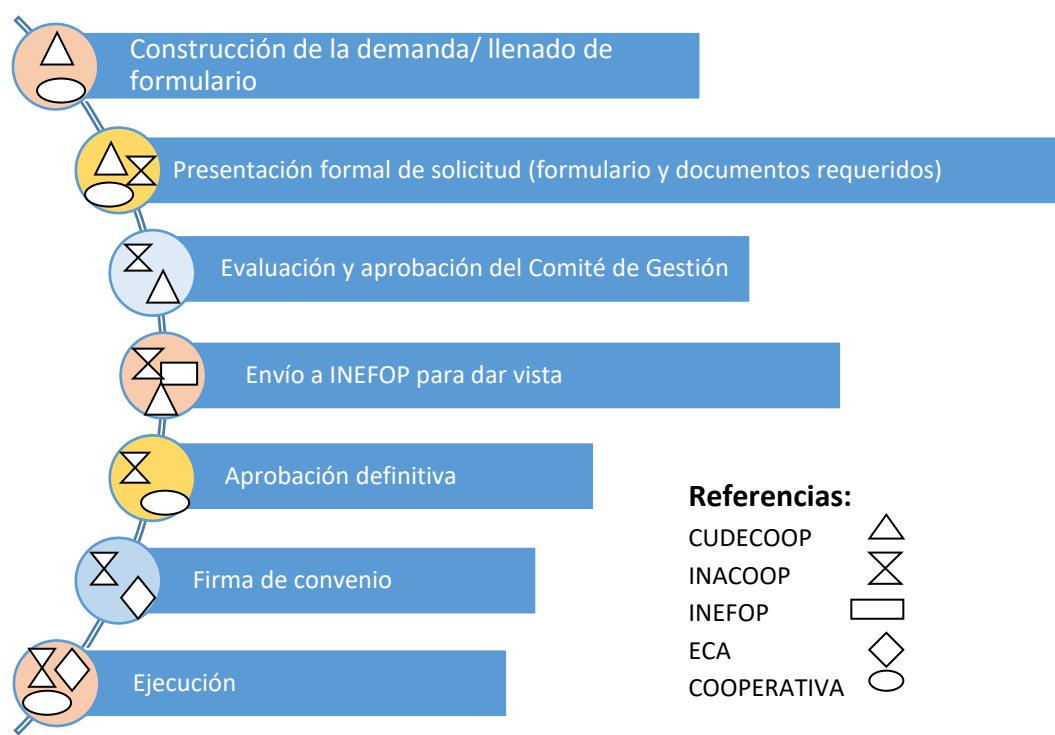 Construcción de la demanda/ llenado de
formulario
Presentación formal de solicitud (formulario y documentos requeridos)
Evaluación y aprobación del Comité de Gestión
Envío a INEFOP para dar vista
Aprobación definitiva
Firma de convenio
Ejecución
Referencias:
CUDECOOP
INACOOP
INEFOP
ECA
COOPERATIVA